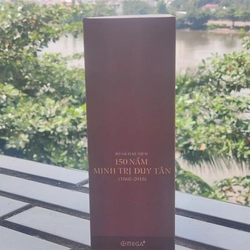 150 NĂM
MINH TRỊ DUY TÂN
(1868-2018)
OMEGA+